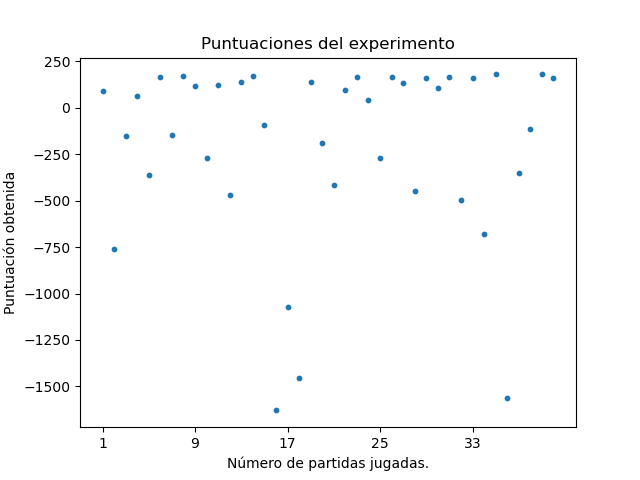 Puntuaciones del experimento
250
0
−250
−500
−750
−1000
−1250
−1500
Puntuación obtenida
1 9 17 25 33
Número de partidas jugadas.